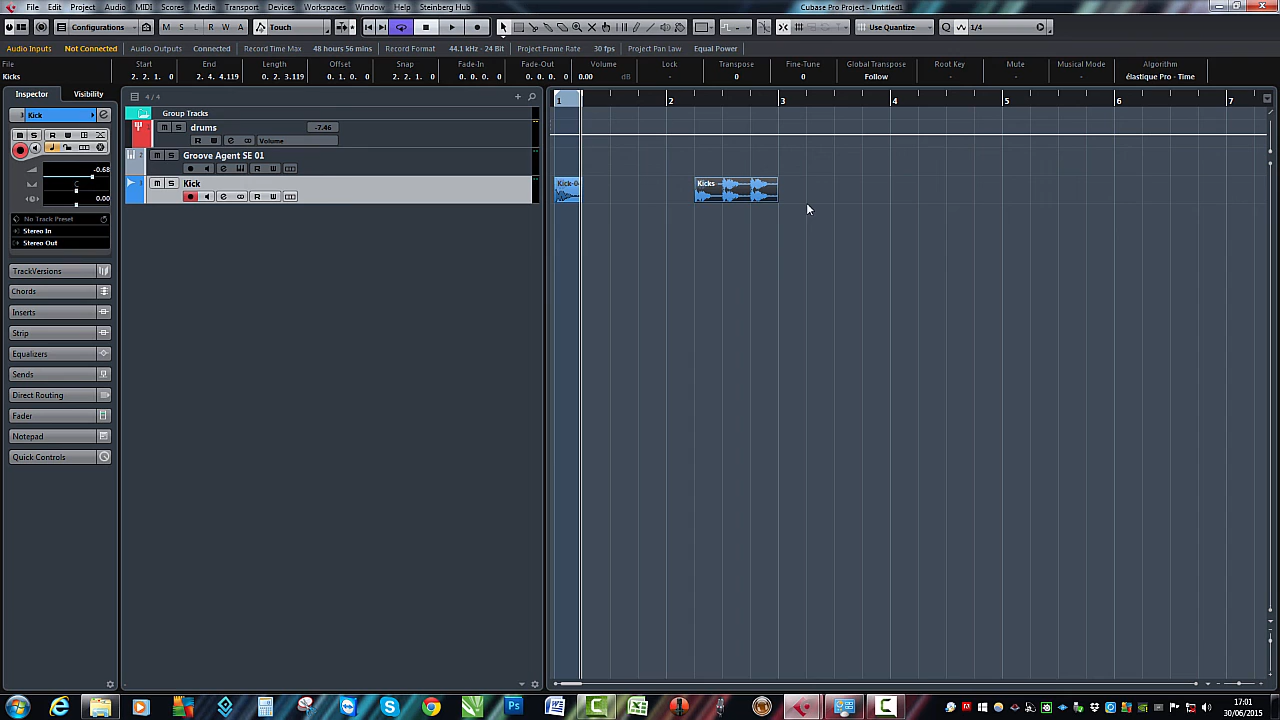 File Edit Project Audio MIDI Scores Media Transport Devices Workspaces Window Help Steinberg Hub Cubase Pro Project - Untitled1
Configurations M S L R W A Touch Use Quantize Q 1/4
Audio Inputs Not Connected Audio Outputs Connected Record Time Max 48 hours 56 mins Record Format 44.1 kHz - 24 Bit Project Frame Rate 30 fps Project Pan Law Equal Power
File Start End Length Offset Snap Fade-In Fade-Out Volume Lock Transpose Fine-Tune Global Transpose Root Key Mute Musical Mode Algorithm
Kicks 2. 2. 1. 0 2. 4. 4.119 0. 2. 3.119 0. 1. 0. 0 2. 2. 1. 0 0. 0. 0. 0 0. 0. 0. 0 0.00 dB - 0 0 Follow - - - élastique Pro - Time
Inspector Visibility 4 / 4 1 2 3 4 5 6 7
Group Tracks
3 Kick e
M S drums -7.46
R e Volume
-0.68
C
0.00
2 M S Groove Agent SE 01
e R
3 M S Kick Kick-0 Kicks
e R
No Track Preset
Stereo In
Stereo Out
TrackVersions
Chords
Inserts
Strip
Equalizers
Sends
Direct Routing
Fader
Notepad
Quick Controls
17:01
30/06/2015